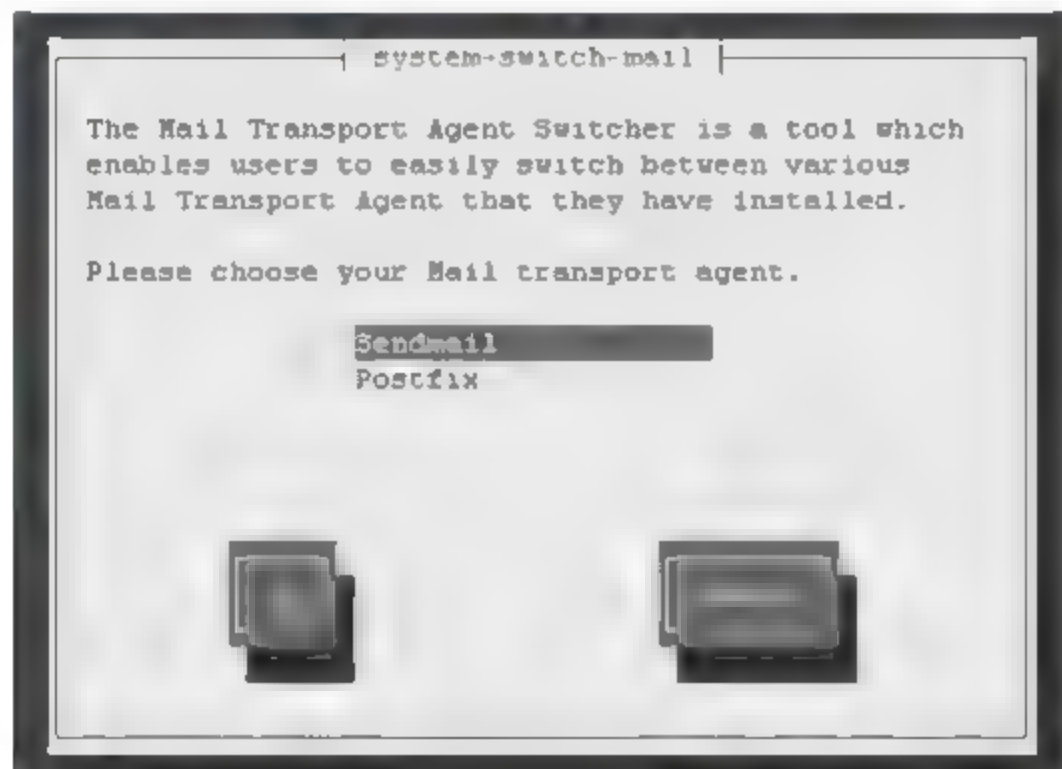 system-switch-mail
The Mail Transport Agent Switcher is a tool which
enables users to easily switch between various
Mail Transport Agent that they have installed.
Please choose your Mail transport agent.
Sendmail
Postfix